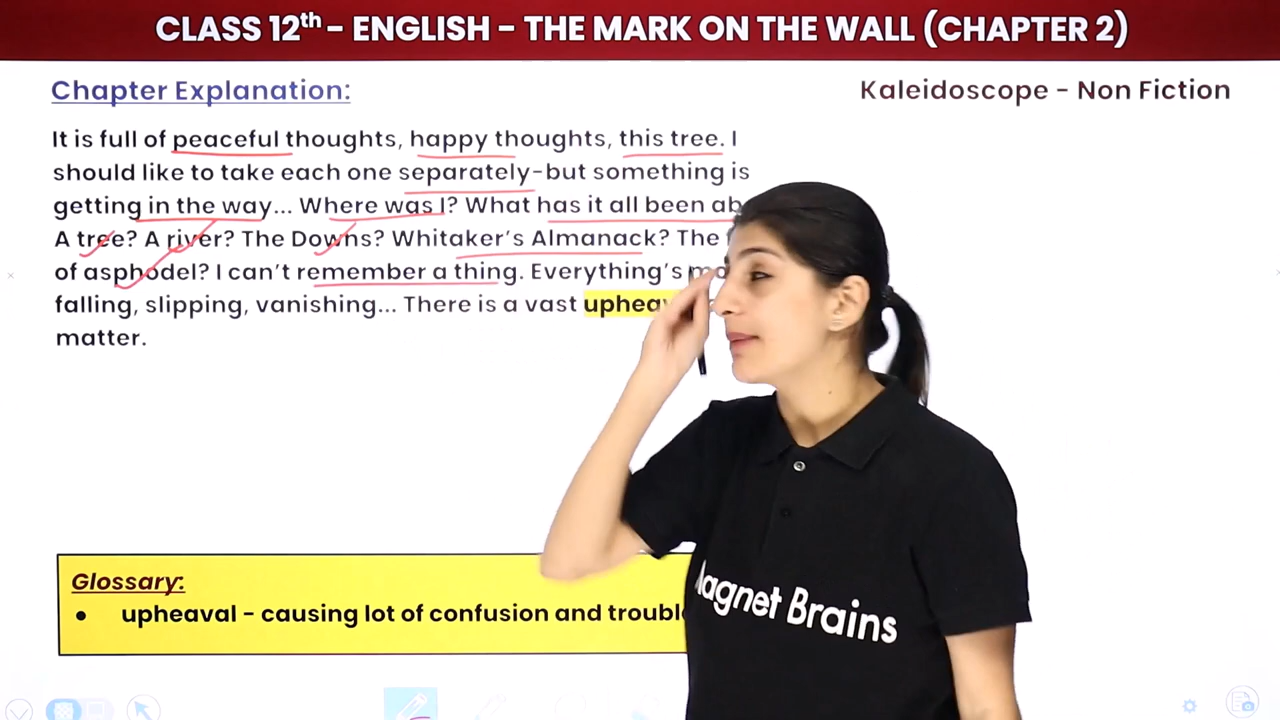 CLASS 12th - ENGLISH - THE MARK ON THE WALL (CHAPTER 2)
Chapter Explanation:
Kaleidoscope - Non Fiction
It is full of peaceful thoughts, happy thoughts, this tree. I
should like to take each one separately-but something is
getting in the way... Where was I? What has it all been
A tree? A river? The Downs? Whitaker's Almanack? The
of asphodel? I can't remember a thing. Everything's
falling, slipping, vanishing... There is a vast
matter.
Glossary:
• upheaval - causing lot of confusion and
Magnet Brains